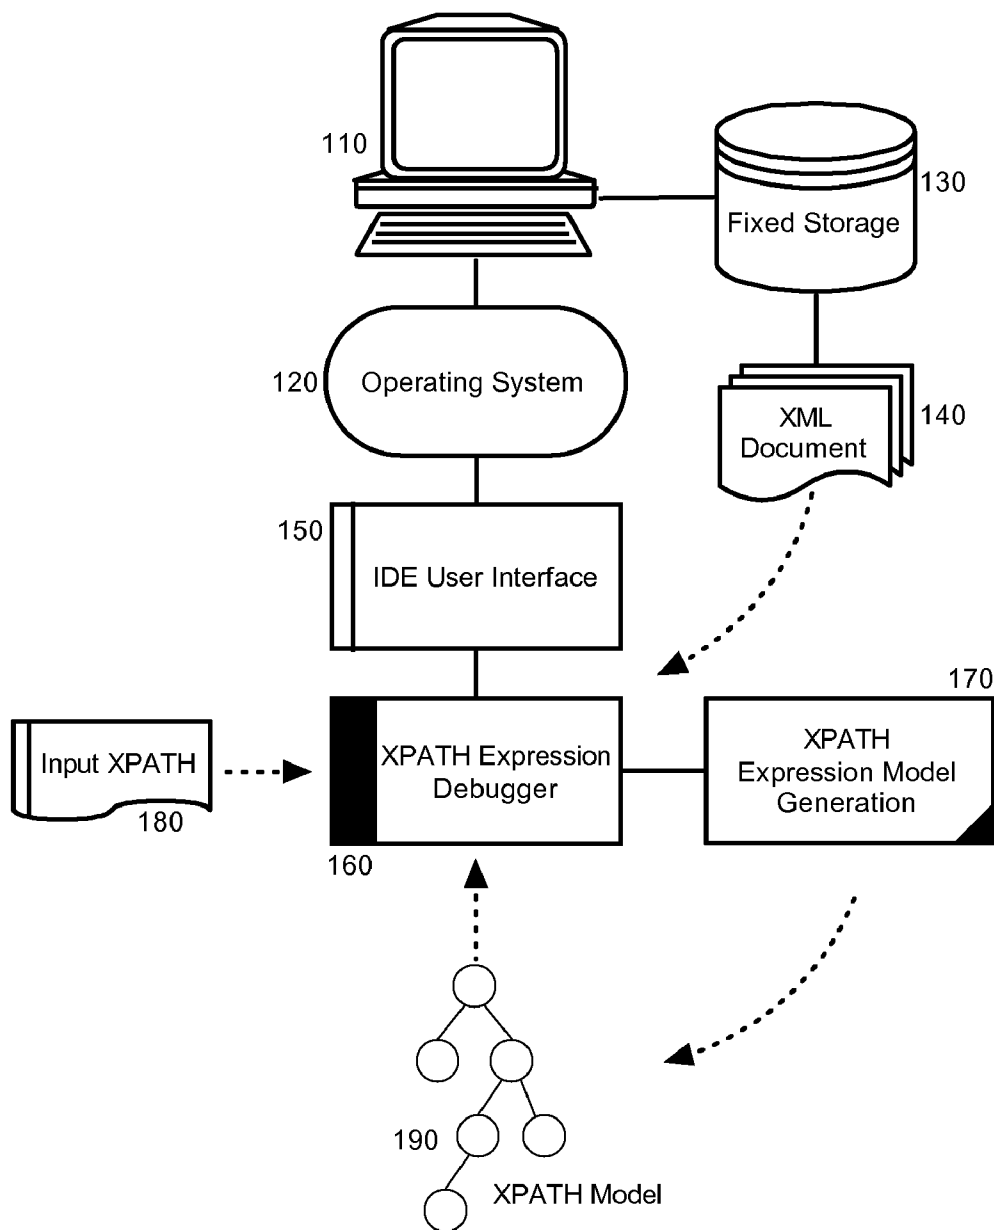 110
130
Fixed Storage
120
Operating System
140
XML
Document
150
IDE User Interface
170
Input XPATH
180
XPATH Expression
Debugger
160
XPATH
Expression Model
Generation
190
XPATH Model